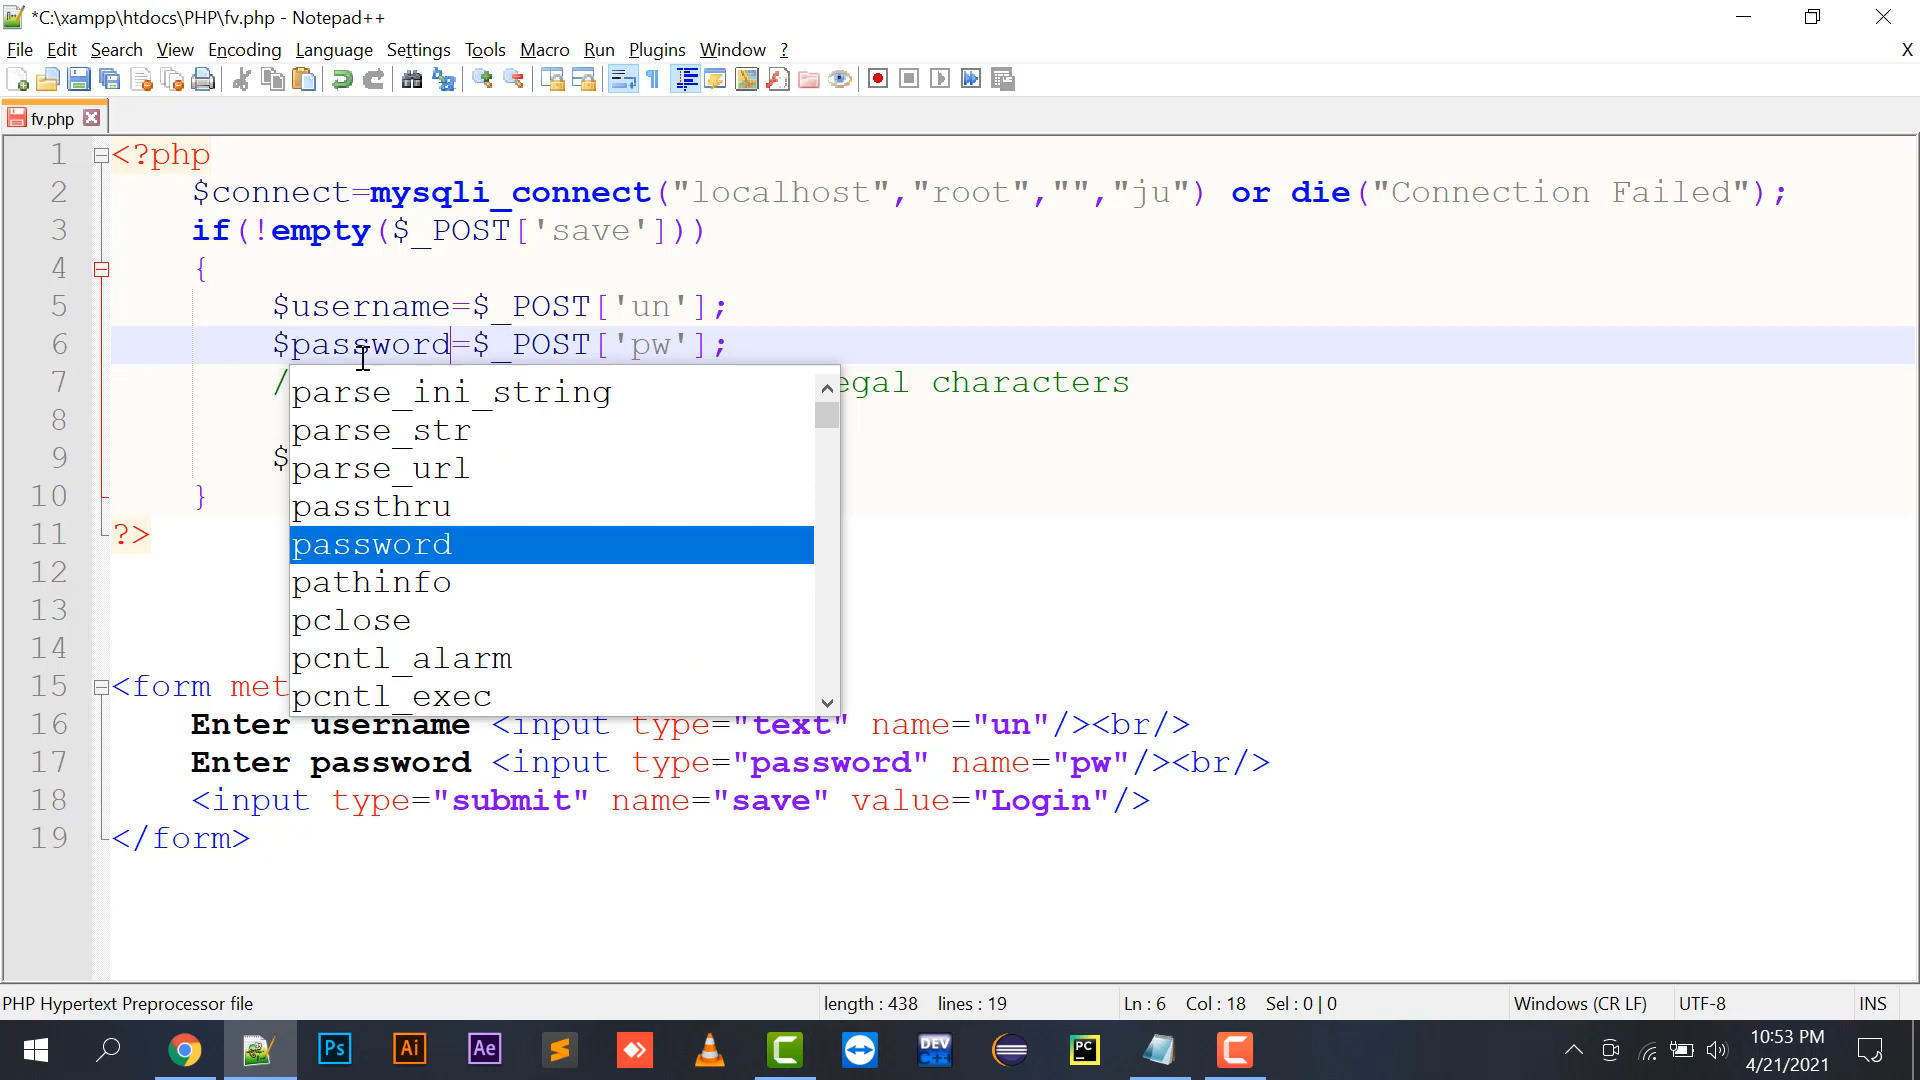 *C:\xampp\htdocs\PHP\fv.php - Notepad++
File Edit Search View Encoding Language Settings Tools Macro Run Plugins Window ? X
fv.php
1 <?php
2 $connect=mysqli_connect("localhost","root","","ju") or die("Connection Failed");
3 if(!empty($_POST['save']))
4 {
5 $username=$_POST['un'];
6 $password=$_POST['pw'];
7 / egal characters
8
9 $
10 }
11 ?>
12
13
14
15 <form met
16 Enter username <input type="text" name="un"/><br/>
17 Enter password <input type="password" name="pw"/><br/>
18 <input type="submit" name="save" value="Login"/>
19 </form>
parse_ini_string
parse_str
parse_url
passthru
password
pathinfo
pclose
pcntl_alarm
pcntl_exec
PHP Hypertext Preprocessor file length : 438 lines : 19 Ln : 6 Col : 18 Sel : 0 | 0 Windows (CR LF) UTF-8 INS
Ps Ai Ae DEV C++ PC
10:53 PM
4/21/2021